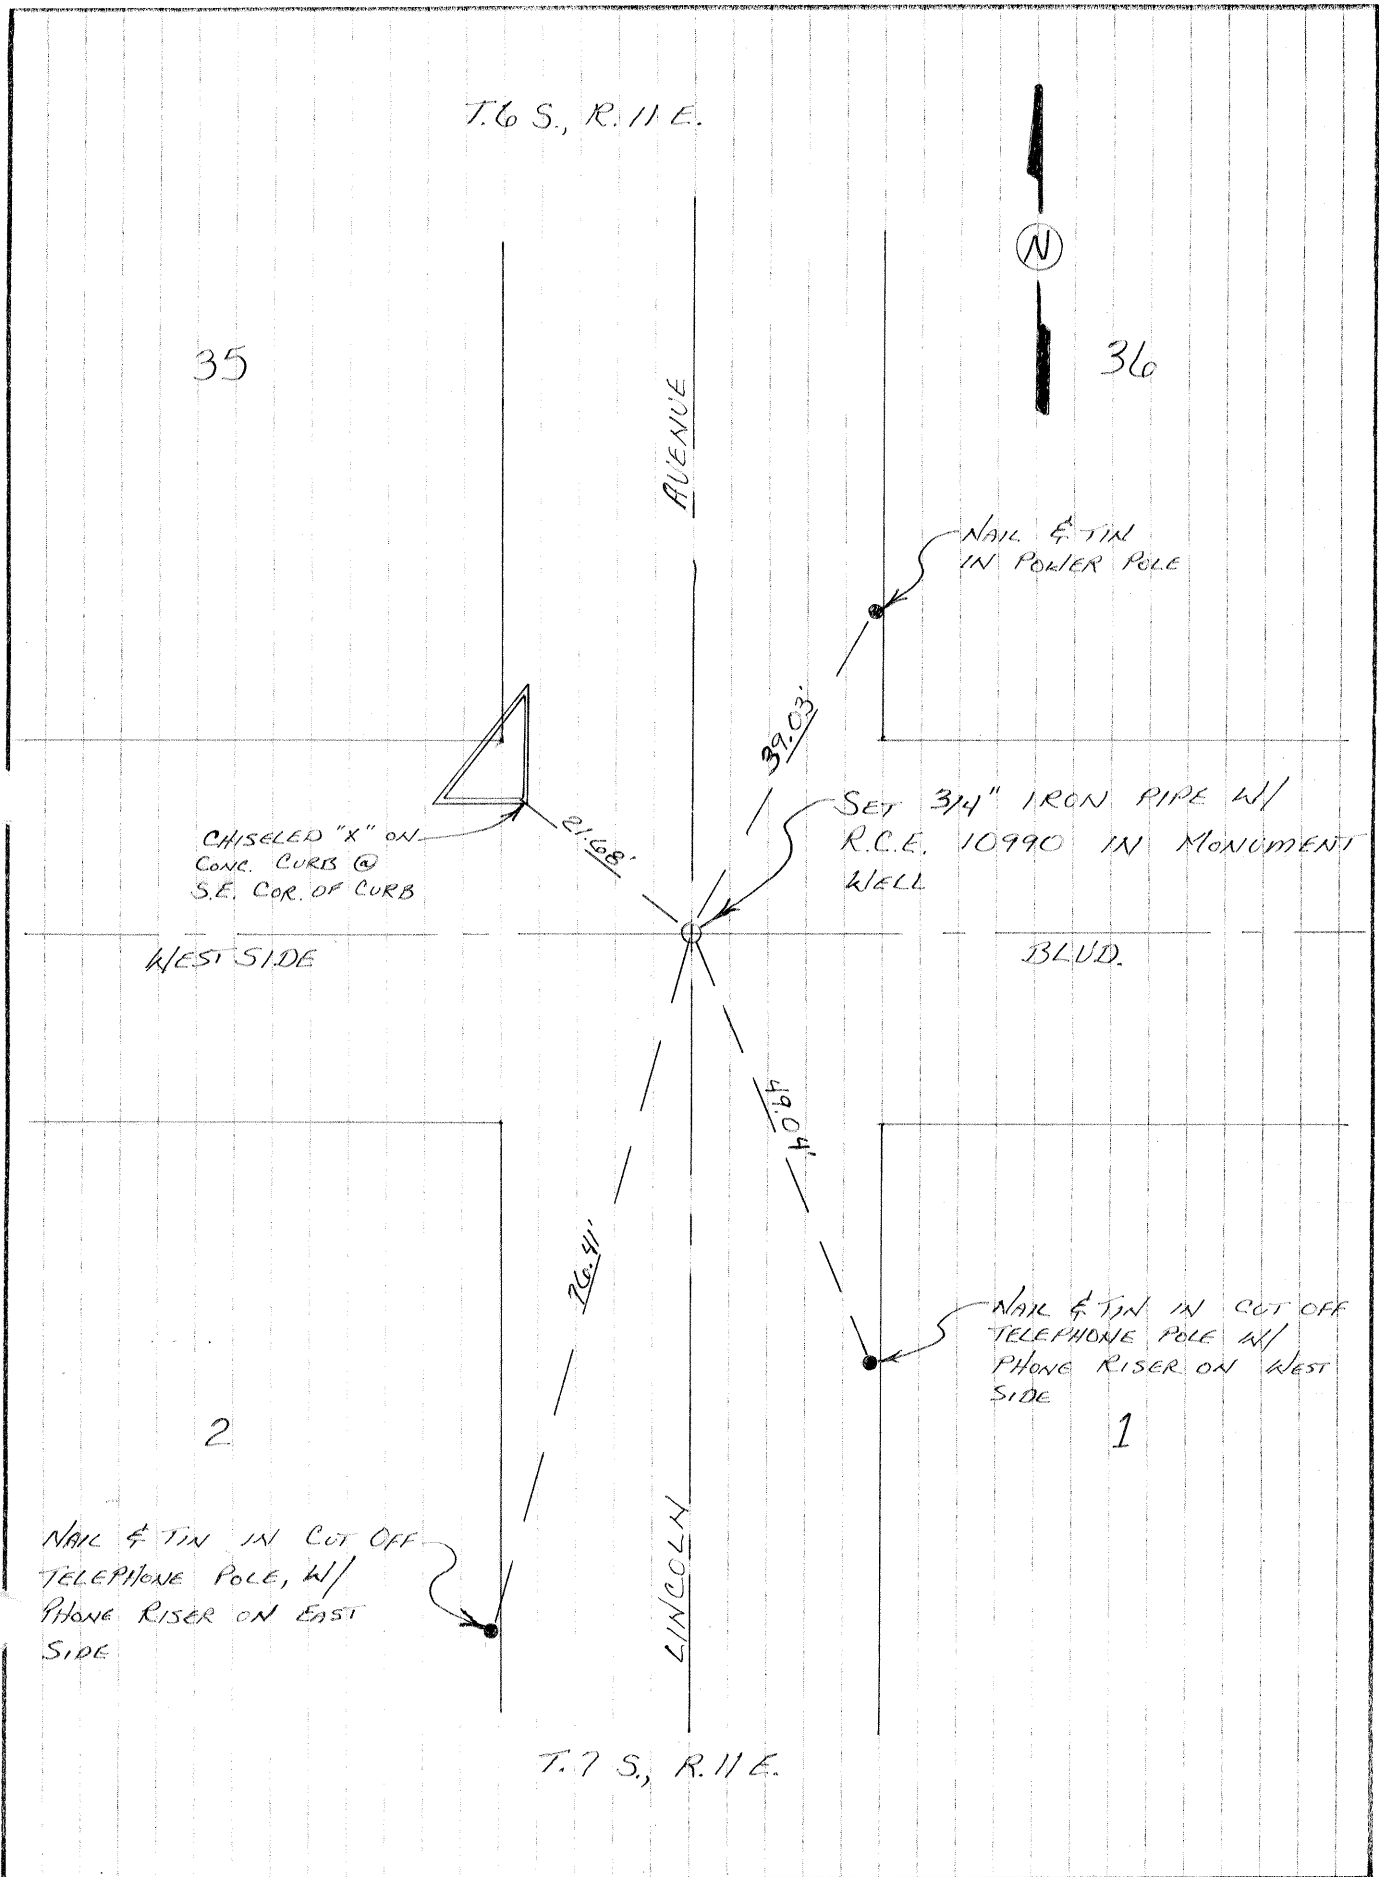 T.6 S., R.11 E.
N
35
36
AVENUE
NAIL & TIN
IN POWER POLE
39.03'
SET 3/4" IRON PIPE W/
R.C.E. 10990 IN MONUMENT
WELL
CHISELED "X" ON
CONC. CURB @
S.E. COR. OF CURB
21.68'
WEST SIDE
BLVD.
49.04'
76.41'
NAIL & TIN IN CUT OFF
TELEPHONE POLE W/
PHONE RISER ON WEST
SIDE
2
1
NAIL & TIN IN CUT OFF
TELEPHONE POLE, W/
PHONE RISER ON EAST
SIDE
LINCOLN
T.7 S., R.11 E.